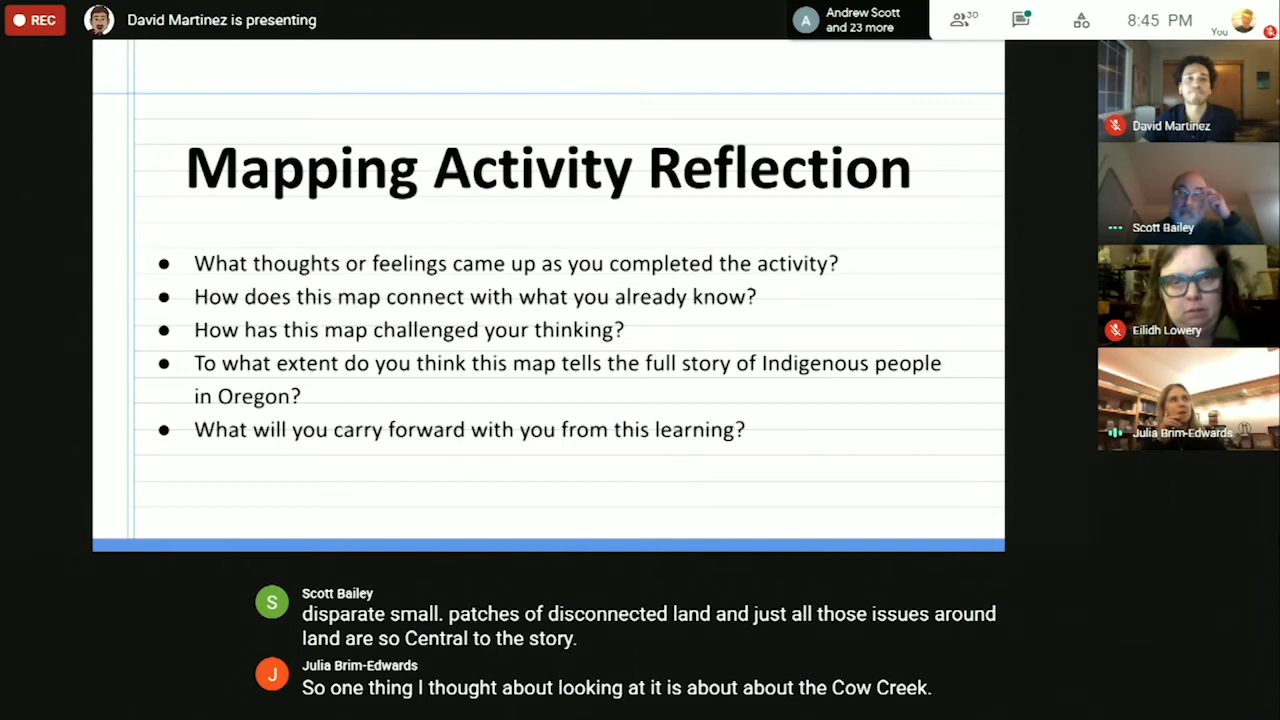 REC
David Martinez is presenting
A
Andrew Scott
and 23 more
30
8:45 PM
You
Mapping Activity Reflection
● What thoughts or feelings came up as you completed the activity?
● How does this map connect with what you already know?
● How has this map challenged your thinking?
● To what extent do you think this map tells the full story of Indigenous people
in Oregon?
● What will you carry forward with you from this learning?
David Martinez
Scott Bailey
Eilidh Lowery
Julia Brim-Edwards
S
Scott Bailey
disparate small. patches of disconnected land and just all those issues around
land are so Central to the story.
J
Julia Brim-Edwards
So one thing I thought about looking at it is about about the Cow Creek.